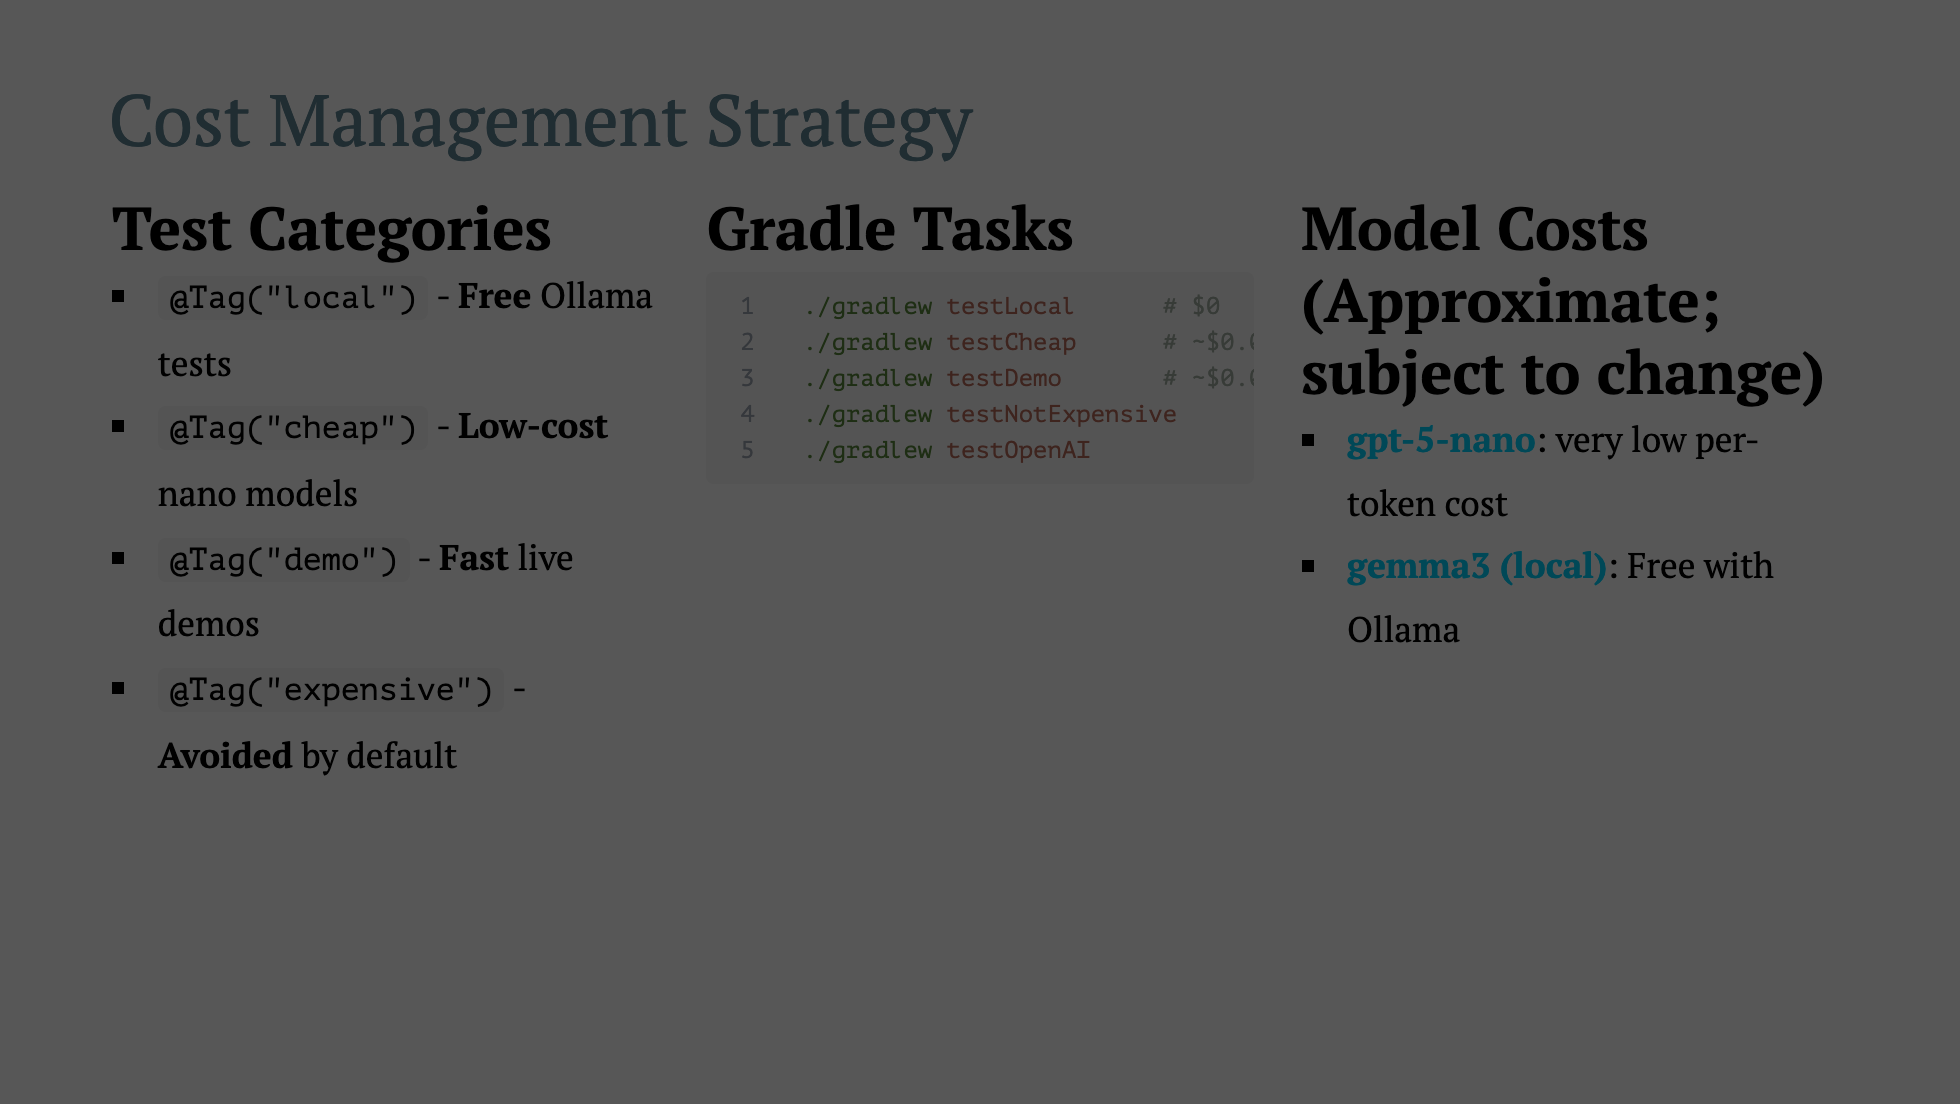 Cost Management Strategy
Test Categories
@Tag("local") - Free Ollama
tests
@Tag("cheap") - Low-cost
nano models
@Tag("demo") - Fast live
demos
@Tag("expensive") -
Avoided by default
Gradle Tasks
1 ./gradlew testLocal # $0
2 ./gradlew testCheap # ~$0.
3 ./gradlew testDemo # ~$0.
4 ./gradlew testNotExpensive
5 ./gradlew testOpenAI
Model Costs
(Approximate;
subject to change)
gpt-5-nano: very low per-
token cost
gemma3 (local): Free with
Ollama